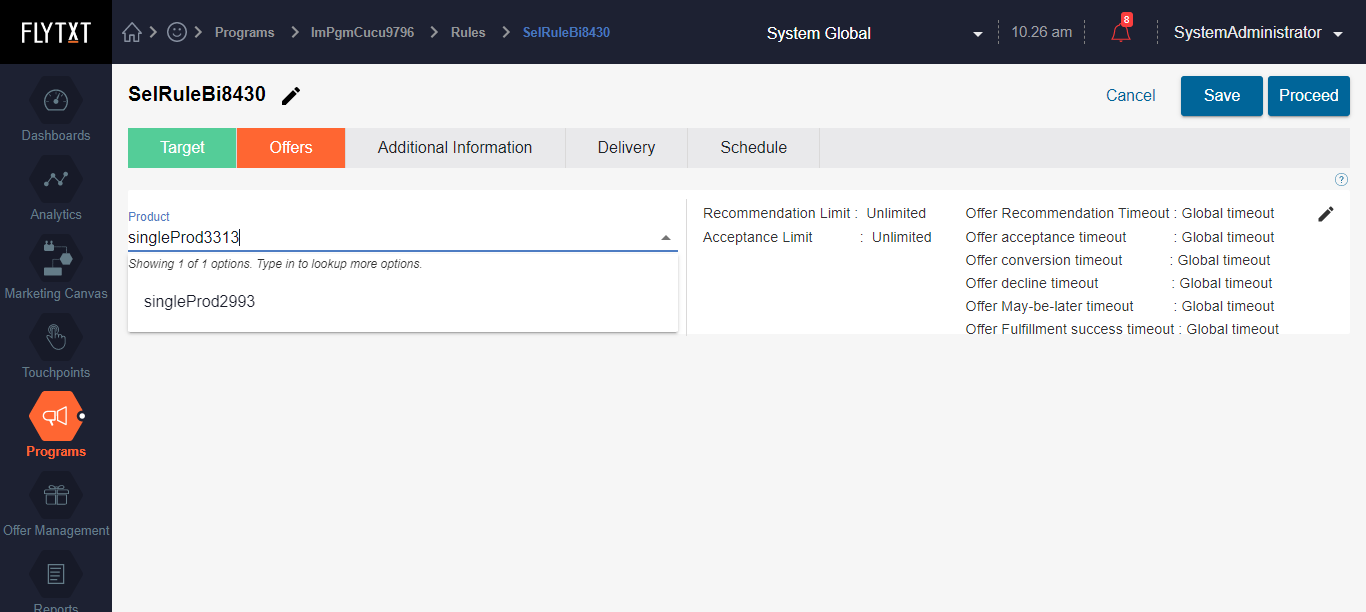 FLYTXT
Programs
ImPgmCucu9796
Rules
SelRuleBi8430
System Global
10.26 am
8
SystemAdministrator
Dashboards
Analytics
Marketing Canvas
Touchpoints
Programs
Offer Management
Reports
SelRuleBi8430
Cancel
Save
Proceed
Target
Offers
Additional Information
Delivery
Schedule
?
Product
singleProd3313
Showing 1 of 1 options. Type in to lookup more options.
singleProd2993
Recommendation Limit : Unlimited
Acceptance Limit : Unlimited
Offer Recommendation Timeout : Global timeout
Offer acceptance timeout : Global timeout
Offer conversion timeout : Global timeout
Offer decline timeout : Global timeout
Offer May-be-later timeout : Global timeout
Offer Fulfillment success timeout : Global timeout